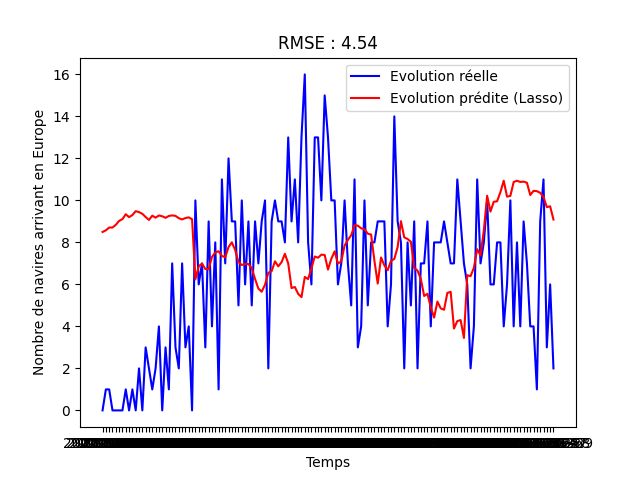 RMSE : 4.54
Evolution réelle
Evolution prédite (Lasso)
Nombre de navires arrivant en Europe
16
14
12
10
8
6
4
2
0
Temps